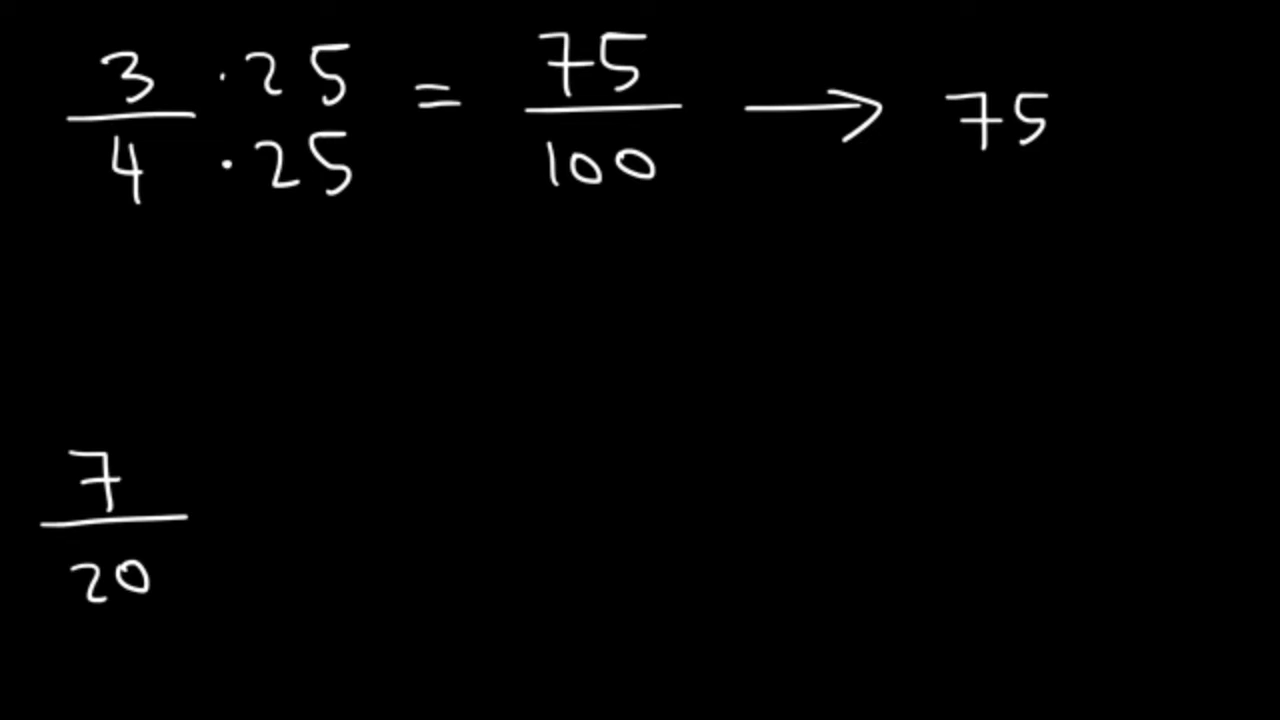 3/4 · 25 / · 25 = 75/100 → 75
7/20